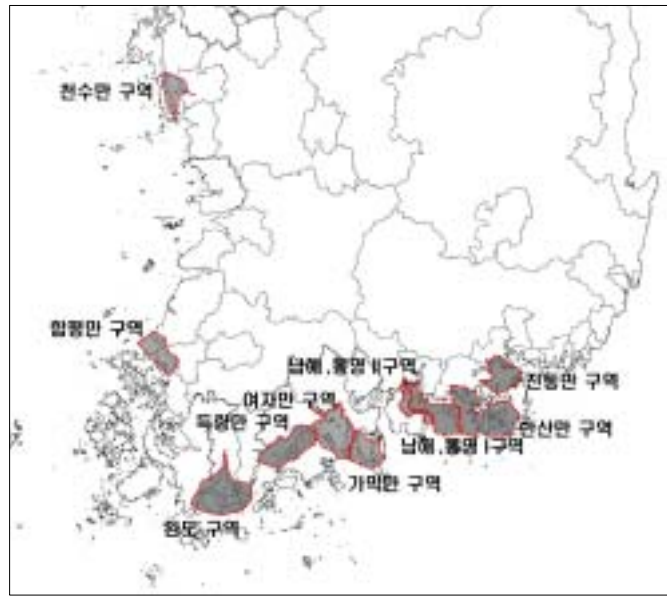 천수만 구역
함평만 구역
남해.통영 II구역
진동만 구역
여자만 구역
득량만 구역
한산만 구역
남해.통영 I구역
가막만 구역
완도 구역